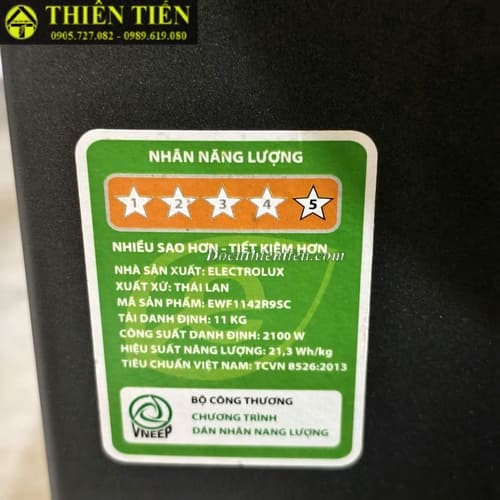 THIÊN TIẾN
0905.727.082 - 0989.619.080
NHÃN NĂNG LƯỢNG
1 2 3 4 5
NHIỀU SAO HƠN - TIẾT KIỆM HƠN
Documientieu.com
NHÀ SẢN XUẤT: ELECTROLUX
XUẤT XỨ: THÁI LAN
MÃ SẢN PHẨM: EWF1142R9SC
TẢI DANH ĐỊNH: 11 KG
CÔNG SUẤT DANH ĐỊNH: 2100 W
HIỆU SUẤT NĂNG LƯỢNG: 21,3 Wh/kg
TIÊU CHUẨN VIỆT NAM: TCVN 8526:2013
BỘ CÔNG THƯƠNG
CHƯƠNG TRÌNH
DÁN NHÃN NĂNG LƯỢNG
VNEEP